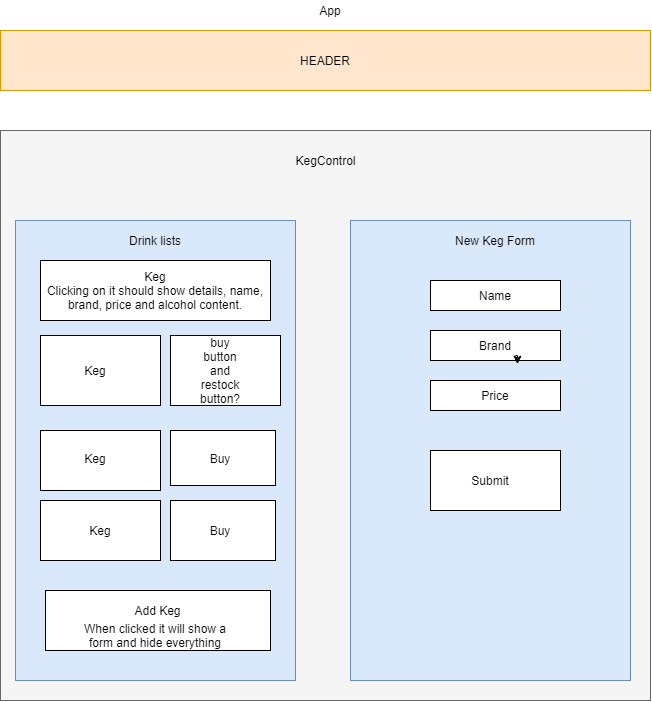 App
HEADER
KegControl
Drink lists
Keg
Clicking on it should show details, name,
brand, price and alcohol content.
Keg
buy
button
and
restock
button?
Keg
Buy
Keg
Buy
Add Keg
When clicked it will show a
form and hide everything
New Keg Form
Name
Brand
Price
Submit